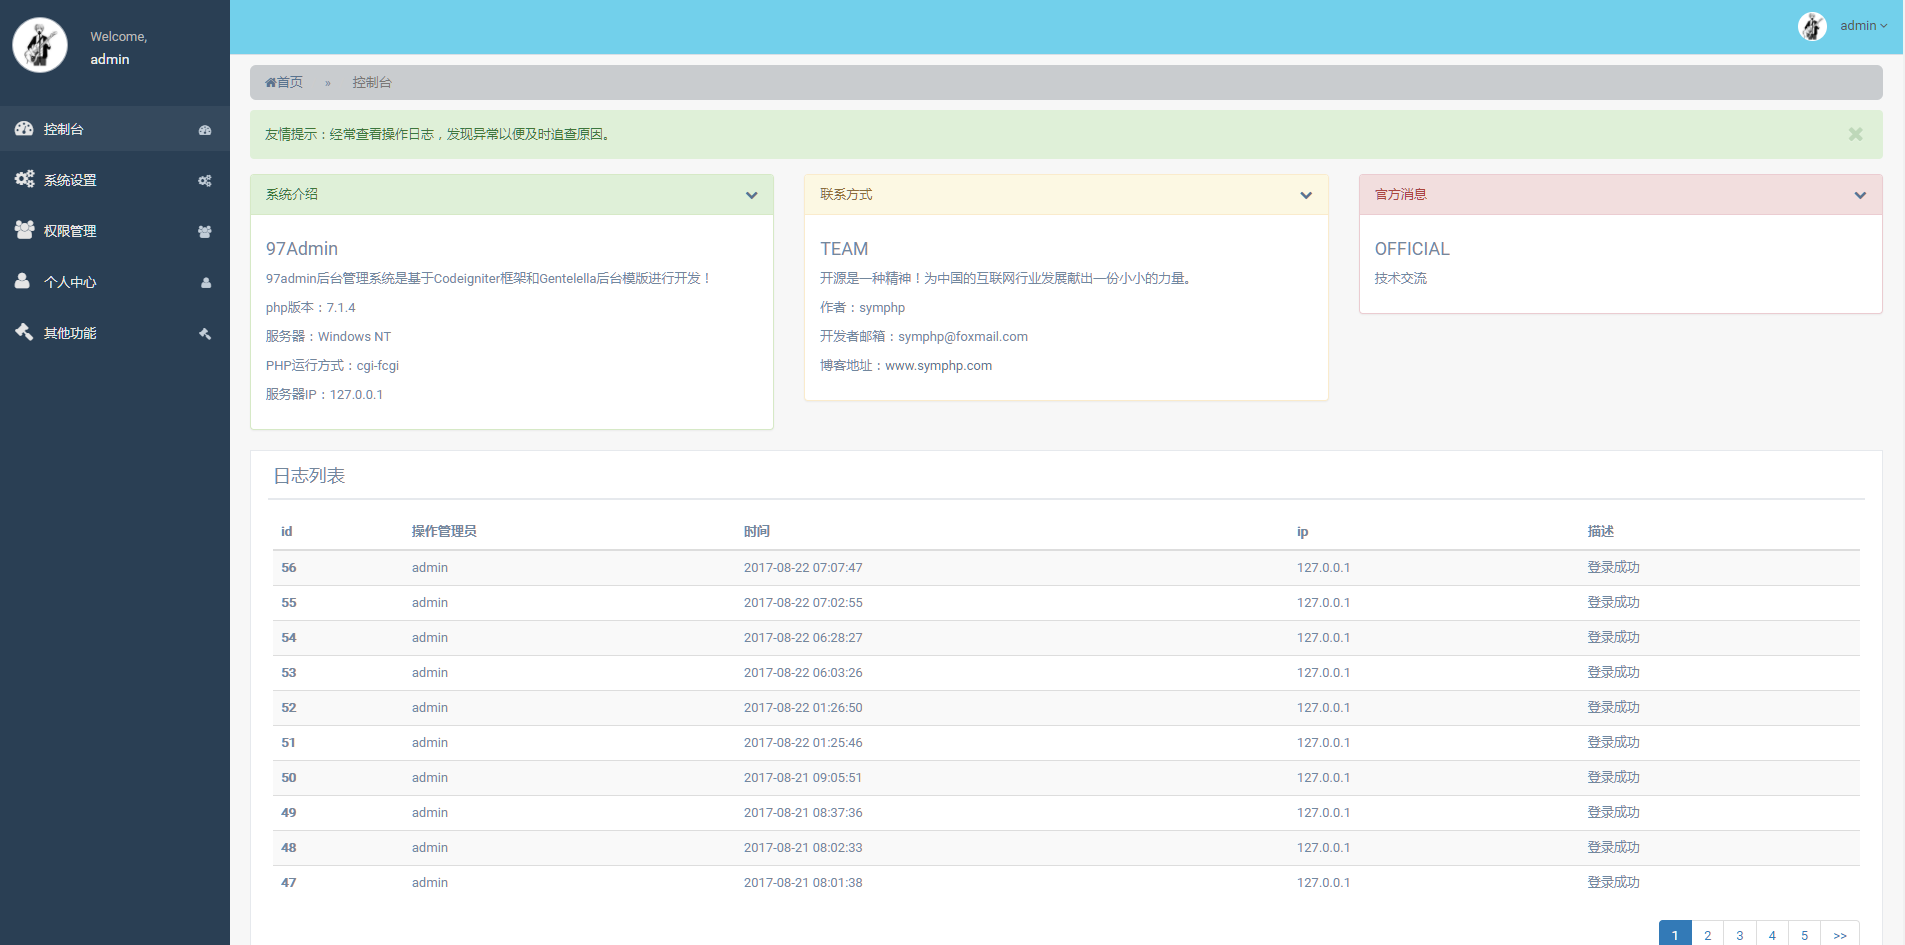 Welcome,
admin
控制台
系统设置
权限管理
个人中心
其他功能
admin
首页 » 控制台
友情提示：经常查看操作日志，发现异常以便及时追查原因。
系统介绍
97Admin
97admin后台管理系统是基于Codeigniter框架和Gentelella后台模版进行开发！
php版本：7.1.4
服务器：Windows NT
PHP运行方式：cgi-fcgi
服务器IP：127.0.0.1
联系方式
TEAM
开源是一种精神！为中国的互联网行业发展献出一份小小的力量。
作者：symphp
开发者邮箱：symphp@foxmail.com
博客地址：www.symphp.com
官方消息
OFFICIAL
技术交流
日志列表
id 操作管理员 时间 ip 描述
56 admin 2017-08-22 07:07:47 127.0.0.1 登录成功
55 admin 2017-08-22 07:02:55 127.0.0.1 登录成功
54 admin 2017-08-22 06:28:27 127.0.0.1 登录成功
53 admin 2017-08-22 06:03:26 127.0.0.1 登录成功
52 admin 2017-08-22 01:26:50 127.0.0.1 登录成功
51 admin 2017-08-22 01:25:46 127.0.0.1 登录成功
50 admin 2017-08-21 09:05:51 127.0.0.1 登录成功
49 admin 2017-08-21 08:37:36 127.0.0.1 登录成功
48 admin 2017-08-21 08:02:33 127.0.0.1 登录成功
47 admin 2017-08-21 08:01:38 127.0.0.1 登录成功
1 2 3 4 5 >>